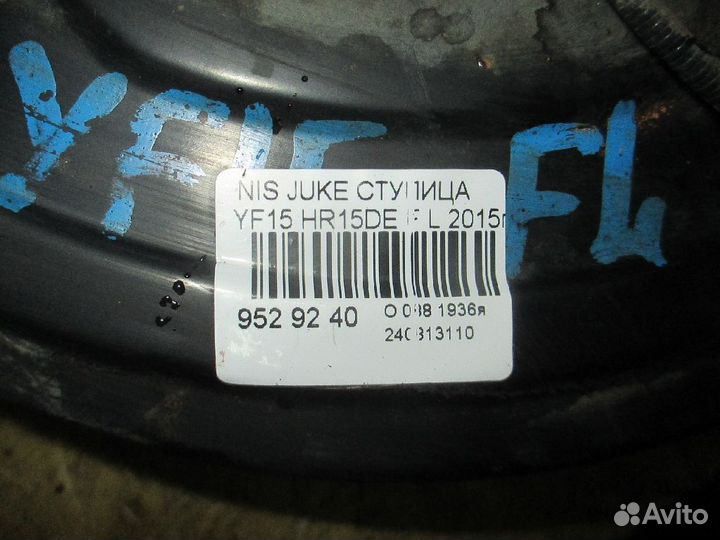 YF15 FL
NIS JUKE СТУПИЦА
YF15 HR15DE F L 2015г
952 92 40
О 088 1936я
240813110
Avito